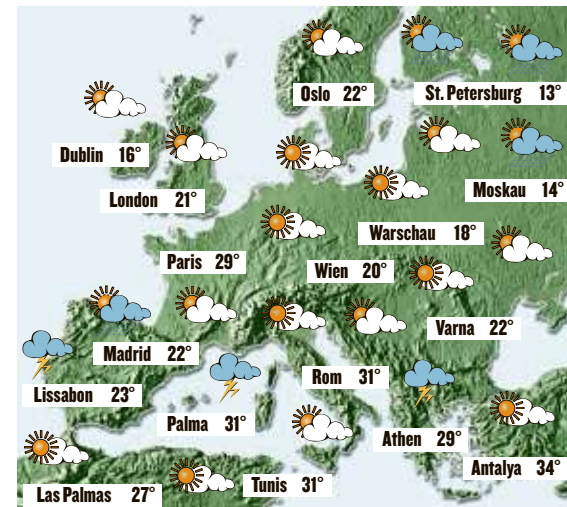 Oslo 22°
St. Petersburg 13°
Dublin 16°
London 21°
Moskau 14°
Warschau 18°
Paris 29°
Wien 20°
Varna 22°
Madrid 22°
Rom 31°
Lissabon 23°
Palma 31°
Athen 29°
Antalya 34°
Las Palmas 27°
Tunis 31°